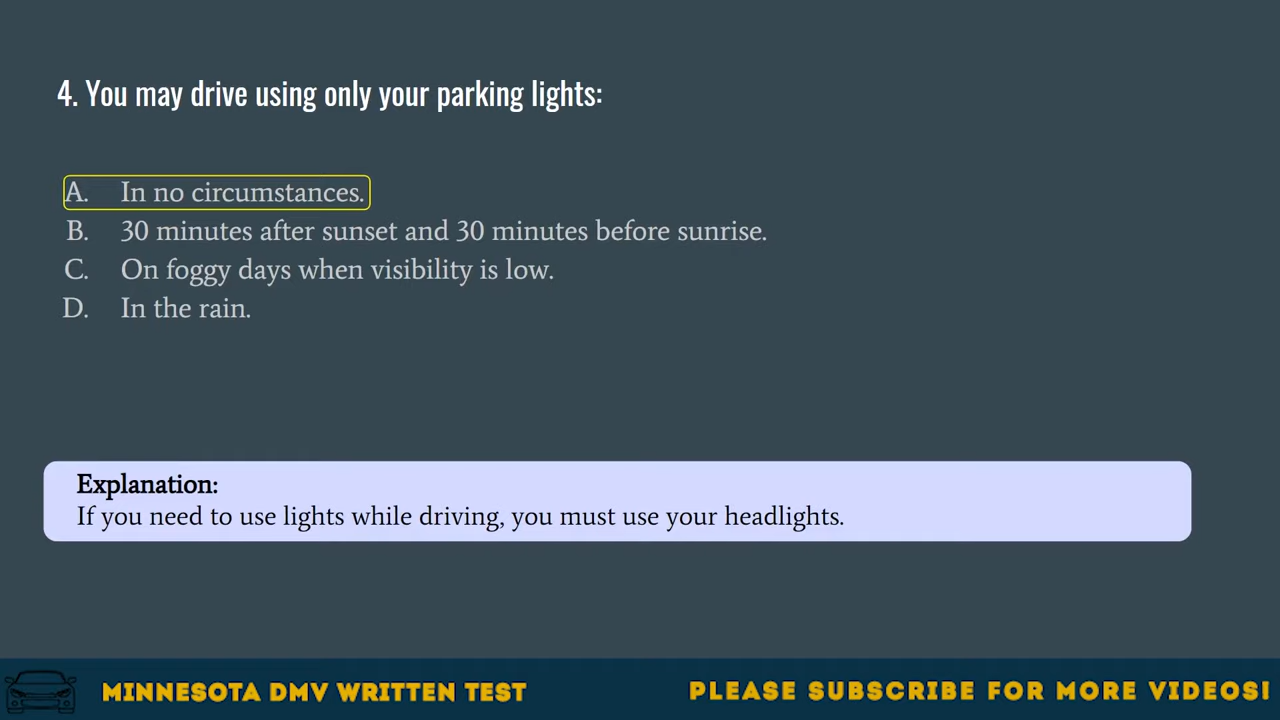 4. You may drive using only your parking lights:
A. In no circumstances.
B. 30 minutes after sunset and 30 minutes before sunrise.
C. On foggy days when visibility is low.
D. In the rain.
Explanation:
If you need to use lights while driving, you must use your headlights.
MINNESOTA DMV WRITTEN TEST
PLEASE SUBSCRIBE FOR MORE VIDEOS!